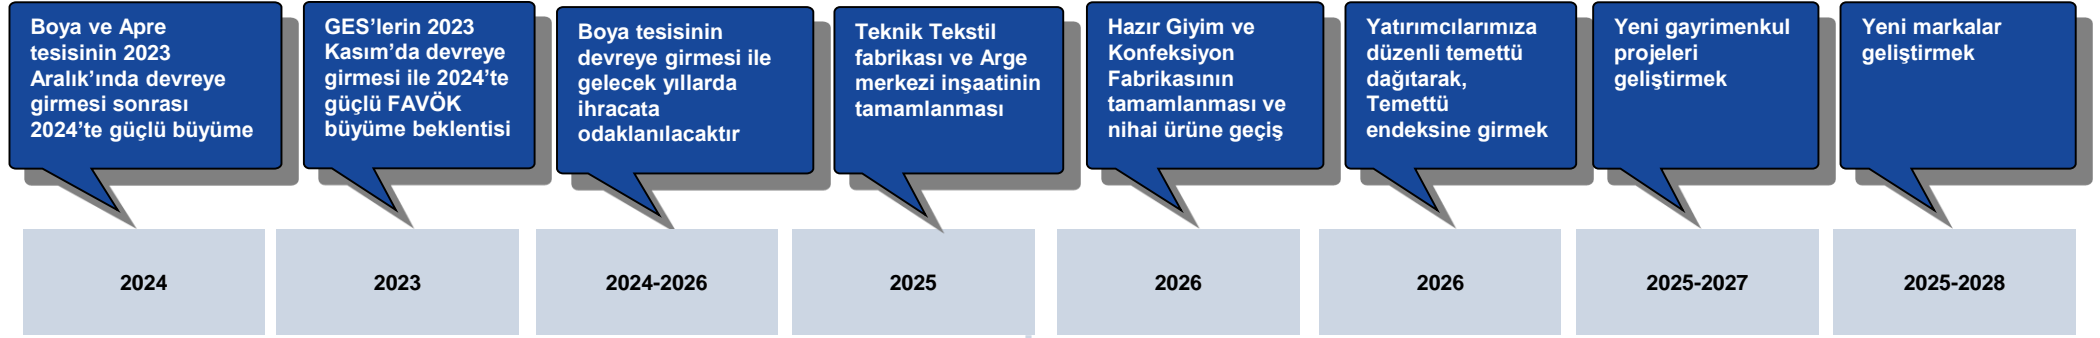 Boya ve Apre
tesisinin 2023
Aralık’ında devreye
girmesi sonrası
2024’te güçlü büyüme
GES’lerin 2023
Kasım’da devreye
girmesi ile 2024’te
güçlü FAVÖK
büyüme beklentisi
Boya tesisinin
devreye girmesi ile
gelecek yıllarda
ihracata
odaklanılacaktır
Teknik Tekstil
fabrikası ve Arge
merkezi inşaatinin
tamamlanması
Hazır Giyim ve
Konfeksiyon
Fabrikasının
tamamlanması ve
nihai ürüne geçiş
Yatırımcılarımıza
düzenli temettü
dağıtarak,
Temettü
endeksine girmek
Yeni gayrimenkul
projeleri
geliştirmek
Yeni markalar
geliştirmek
2024
2023
2024-2026
2025
2026
2026
2025-2027
2025-2028